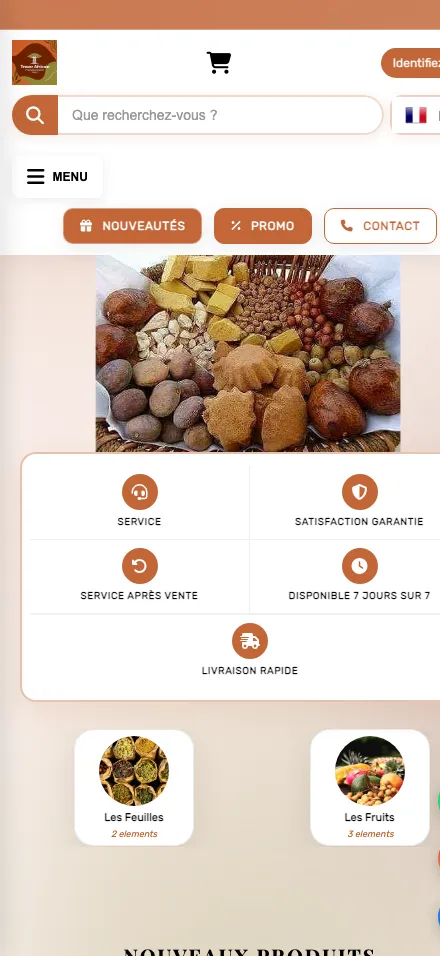 Identifiez
Que recherchez-vous ?
MENU
NOUVEAUTÉS
PROMO
CONTACT
SERVICE
SATISFACTION GARANTIE
SERVICE APRÈS VENTE
DISPONIBLE 7 JOURS SUR 7
LIVRAISON RAPIDE
Les Feuilles
2 elements
Les Fruits
3 elements
NOUVEAUX PRODUITS